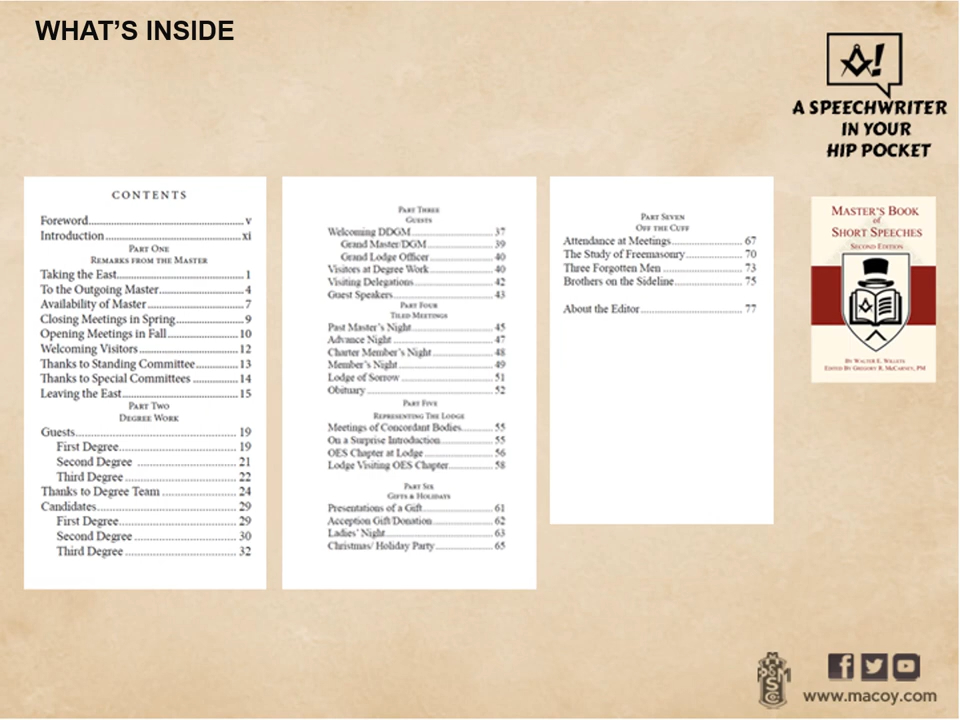 WHAT'S INSIDE
A SPEECHWRITER
IN YOUR
HIP POCKET
CONTENTS
Foreword v
Introduction xi
PART ONE
REMARKS FROM THE MASTER
Taking the East 1
To the Outgoing Master 4
Availability of Master 7
Closing Meetings in Spring 9
Opening Meetings in Fall 10
Welcoming Visitors 12
Thanks to Standing Committee 13
Thanks to Special Committees 14
Leaving the East 15
PART TWO
DEGREE WORK
Guests 19
First Degree 19
Second Degree 21
Third Degree 22
Thanks to Degree Team 24
Candidates 29
First Degree 29
Second Degree 30
Third Degree 32
PART THREE
GUESTS
Welcoming DDGM 37
Grand Master/DGM 39
Grand Lodge Officer 40
Visitors at Degree Work 40
Visiting Delegations 42
Guest Speakers 43
PART FOUR
TILED MEETINGS
Past Master's Night 45
Advance Night 47
Charter Member's Night 48
Member's Night 49
Lodge of Sorrow 51
Obituary 52
PART FIVE
REPRESENTING THE LODGE
Meetings of Concordant Bodies 55
On a Surprise Introduction 55
OES Chapter at Lodge 56
Lodge Visiting OES Chapter 58
PART SIX
GIFTS & HOLIDAYS
Presentations of a Gift 61
Acception Gift/Donation 62
Ladies' Night 63
Christmas/ Holiday Party 65
PART SEVEN
OFF THE CUFF
Attendance at Meetings 67
The Study of Freemasonry 70
Three Forgotten Men 73
Brothers on the Sideline 75
About the Editor 77
MASTER'S BOOK
of
SHORT SPEECHES
SECOND EDITION
BY WALTER E. WILLETS
EDITED BY GREGORY R. MCCARVEY, PM
www.macoy.com